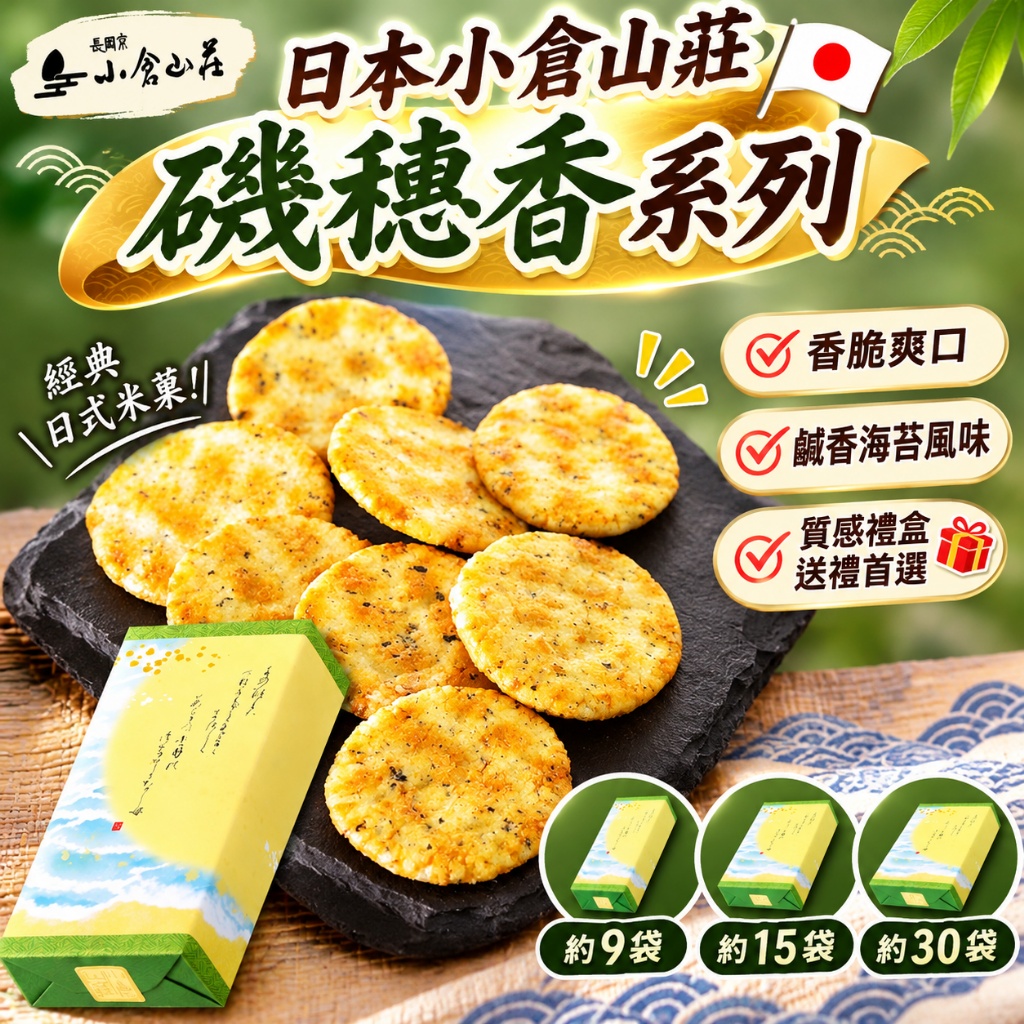 長岡京
小倉山荘
日本小倉山莊
磯穗香系列
經典
日式米菓!
香脆爽口
鹹香海苔風味
質感禮盒
送禮首選
約9袋
約15袋
約30袋